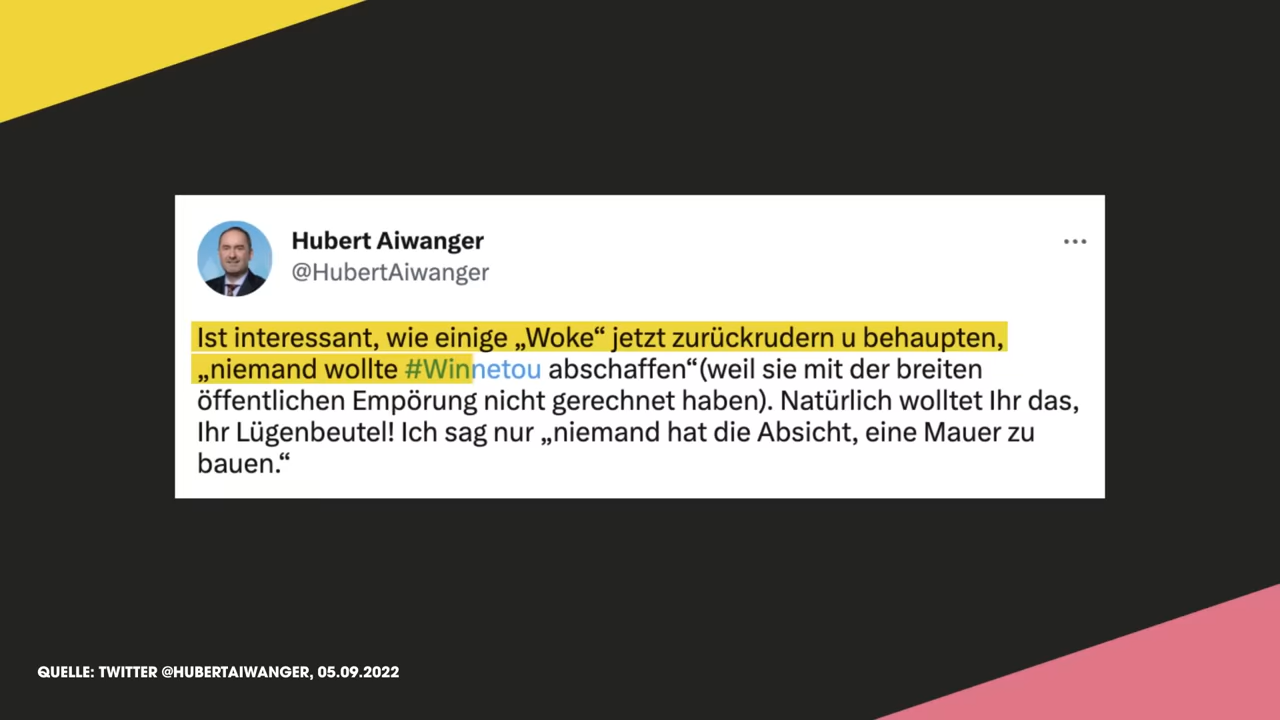 Hubert Aiwanger
@HubertAiwanger
Ist interessant, wie einige „Woke“ jetzt zurückrudern u behaupten,
„niemand wollte #Winnetou abschaffen“(weil sie mit der breiten
öffentlichen Empörung nicht gerechnet haben). Natürlich wolltet Ihr das,
Ihr Lügenbeutel! Ich sag nur „niemand hat die Absicht, eine Mauer zu
bauen.“
QUELLE: TWITTER @HUBERTAIWANGER, 05.09.2022